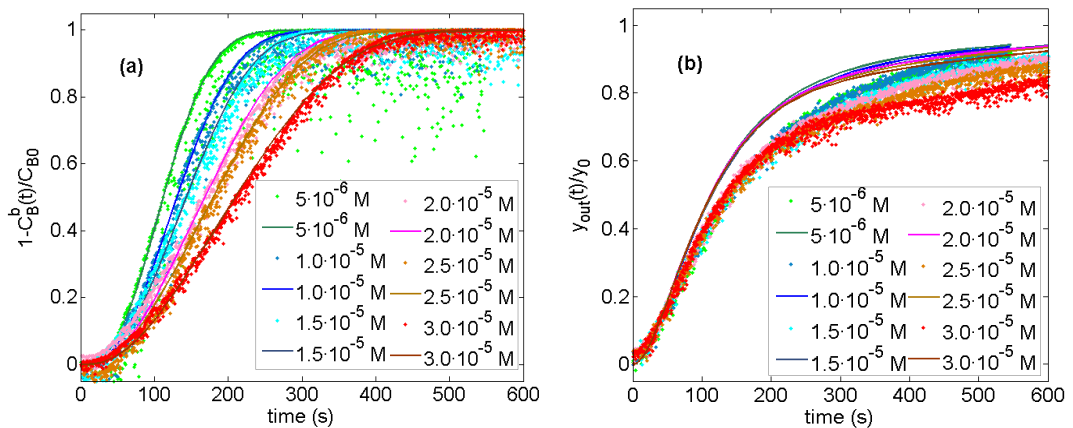 (a)
1-C_B^b(t)/C_B0
1
0.8
0.6
0.4
0.2
0
0 100 200 300 400 500 600
time (s)
5·10^-6 M
5·10^-6 M
1.0·10^-5 M
1.0·10^-5 M
1.5·10^-5 M
1.5·10^-5 M
2.0·10^-5 M
2.0·10^-5 M
2.5·10^-5 M
2.5·10^-5 M
3.0·10^-5 M
3.0·10^-5 M
(b)
y_out(t)/y_0
1
0.8
0.6
0.4
0.2
0
0 100 200 300 400 500 600
time (s)
5·10^-6 M
5·10^-6 M
1.0·10^-5 M
1.0·10^-5 M
1.5·10^-5 M
1.5·10^-5 M
2.0·10^-5 M
2.0·10^-5 M
2.5·10^-5 M
2.5·10^-5 M
3.0·10^-5 M
3.0·10^-5 M